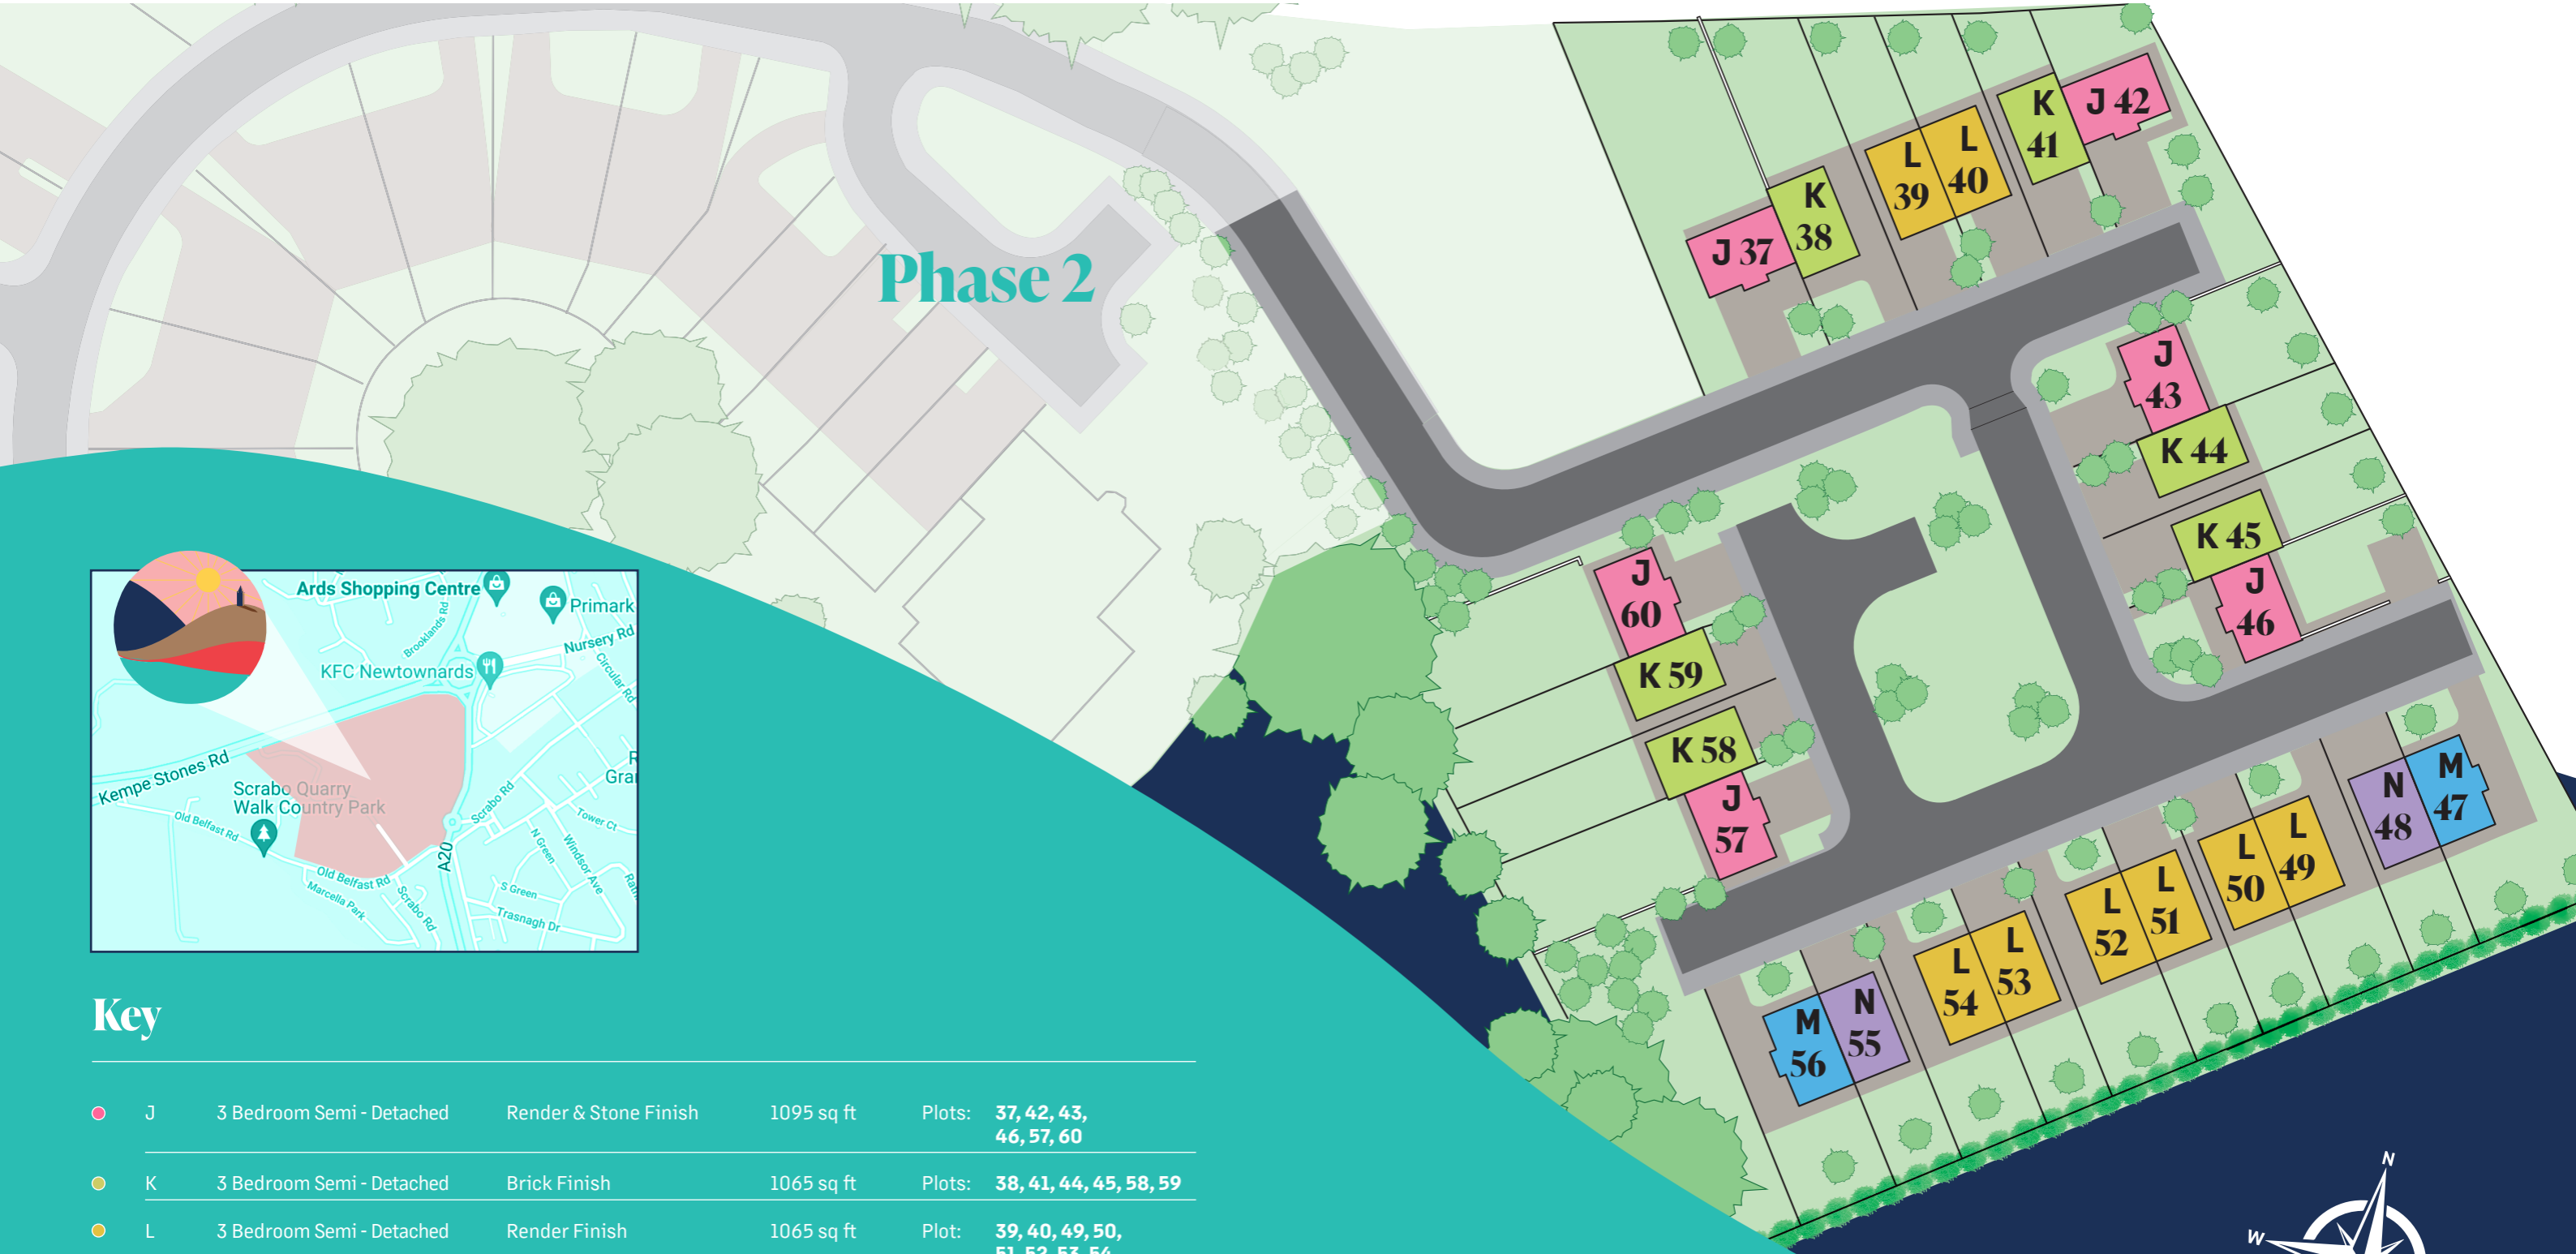 Phase 2
J 37
K
38
L
39
L
40
K
41
J 42
J
43
K 44
K 45
J
46
J
60
K 59
K 58
J
57
M
47
N
48
L
49
L
50
L
51
L
52
L
53
L
54
N
55
M
56
Ards Shopping Centre
Primark
Brooklands Rd
Nursery Rd
KFC Newtownards
Circular Rd
Kempe Stones Rd
Scrabo Quarry
Walk Country Park
Old Belfast Rd
Scrabo Rd
Tower Ct
N Green
Windsor Ave
A20
Old Belfast Rd
Marcella Park
Scrabo Rd
S Green
Trasnagh Dr
Key
J 3 Bedroom Semi - Detached Render & Stone Finish 1095 sq ft Plots: 37, 42, 43,
46, 57, 60
K 3 Bedroom Semi - Detached Brick Finish 1065 sq ft Plots: 38, 41, 44, 45, 58, 59
L 3 Bedroom Semi - Detached Render Finish 1065 sq ft Plot: 39, 40, 49, 50,
51, 52, 53, 54
N
W